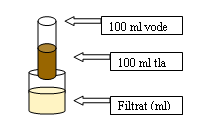 100 ml vode
100 ml tla
Filtrat (ml)